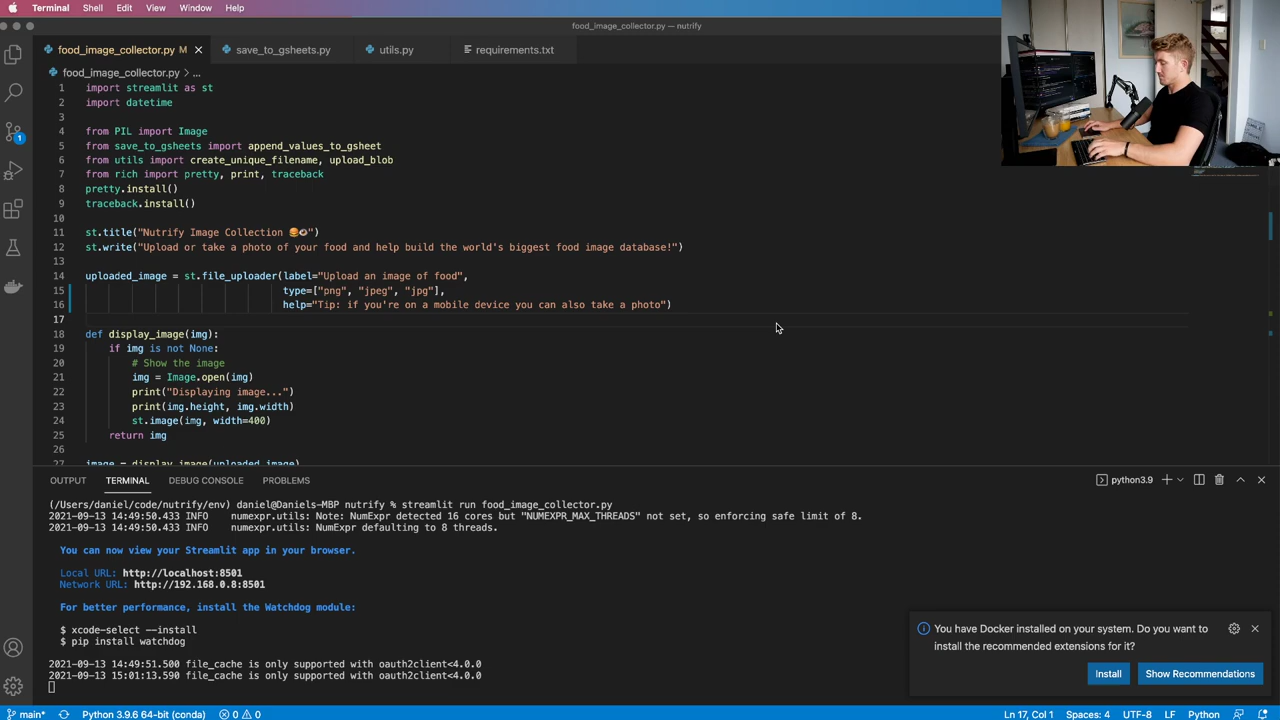 Terminal Shell Edit View Window Help
food_image_collector.py — nutrify
food_image_collector.py M save_to_gsheets.py utils.py requirements.txt
food_image_collector.py > ...
1 import streamlit as st
2 import datetime
3
4 from PIL import Image
5 from save_to_gsheets import append_values_to_gsheet
6 from utils import create_unique_filename, upload_blob
7 from rich import pretty, print, traceback
8 pretty.install()
9 traceback.install()
10
11 st.title("Nutrify Image Collection 🍔🍳")
12 st.write("Upload or take a photo of your food and help build the world's biggest food image database!")
13
14 uploaded_image = st.file_uploader(label="Upload an image of food",
15 type=["png", "jpeg", "jpg"],
16 help="Tip: if you're on a mobile device you can also take a photo")
17
18 def display_image(img):
19 if img is not None:
20 # Show the image
21 img = Image.open(img)
22 print("Displaying image...")
23 print(img.height, img.width)
24 st.image(img, width=400)
25 return img
26
27 image = display_image(uploaded_image)
1
OUTPUT TERMINAL DEBUG CONSOLE PROBLEMS
python3.9
(/Users/daniel/code/nutrify/env) daniel@Daniels-MBP nutrify % streamlit run food_image_collector.py
2021-09-13 14:49:50.433 INFO numexpr.utils: Note: NumExpr detected 16 cores but "NUMEXPR_MAX_THREADS" not set, so enforcing safe limit of 8.
2021-09-13 14:49:50.433 INFO numexpr.utils: NumExpr defaulting to 8 threads.
You can now view your Streamlit app in your browser.
Local URL: http://localhost:8501
Network URL: http://192.168.0.8:8501
For better performance, install the Watchdog module:
$ xcode-select --install
$ pip install watchdog
2021-09-13 14:49:51.500 file_cache is only supported with oauth2client<4.0.0
2021-09-13 15:01:13.590 file_cache is only supported with oauth2client<4.0.0
You have Docker installed on your system. Do you want to
install the recommended extensions for it?
Install Show Recommendations
main* Python 3.9.6 64-bit (conda) 0 0 Ln 17, Col 1 Spaces: 4 UTF-8 LF Python